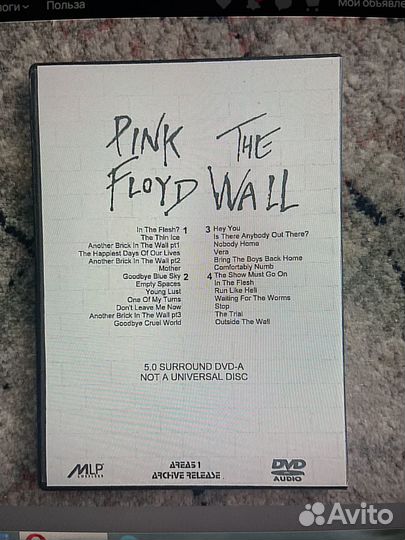 логи
Польза
Мои объявле
PINK THE
FLOYD WALL
In The Flesh? 1
The Thin Ice
Another Brick In The Wall pt1
The Happiest Days Of Our Lives
Another Brick In The Wall pt2
Mother
Goodbye Blue Sky 2
Empty Spaces
Young Lust
One Of My Turns
Don't Leave Me Now
Another Brick In The Wall pt3
Goodbye Cruel World
3 Hey You
Is There Anybody Out There?
Nobody Home
Vera
Bring The Boys Back Home
Comfortably Numb
4 The Show Must Go On
In The Flesh
Run Like Hell
Waiting For The Worms
Stop
The Trial
Outside The Wall
5.0 SURROUND DVD-A
NOT A UNIVERSAL DISC
MLP
LOSSLESS
AREA51
ARCHIVE RELEASE
DVD
AUDIO
Avito